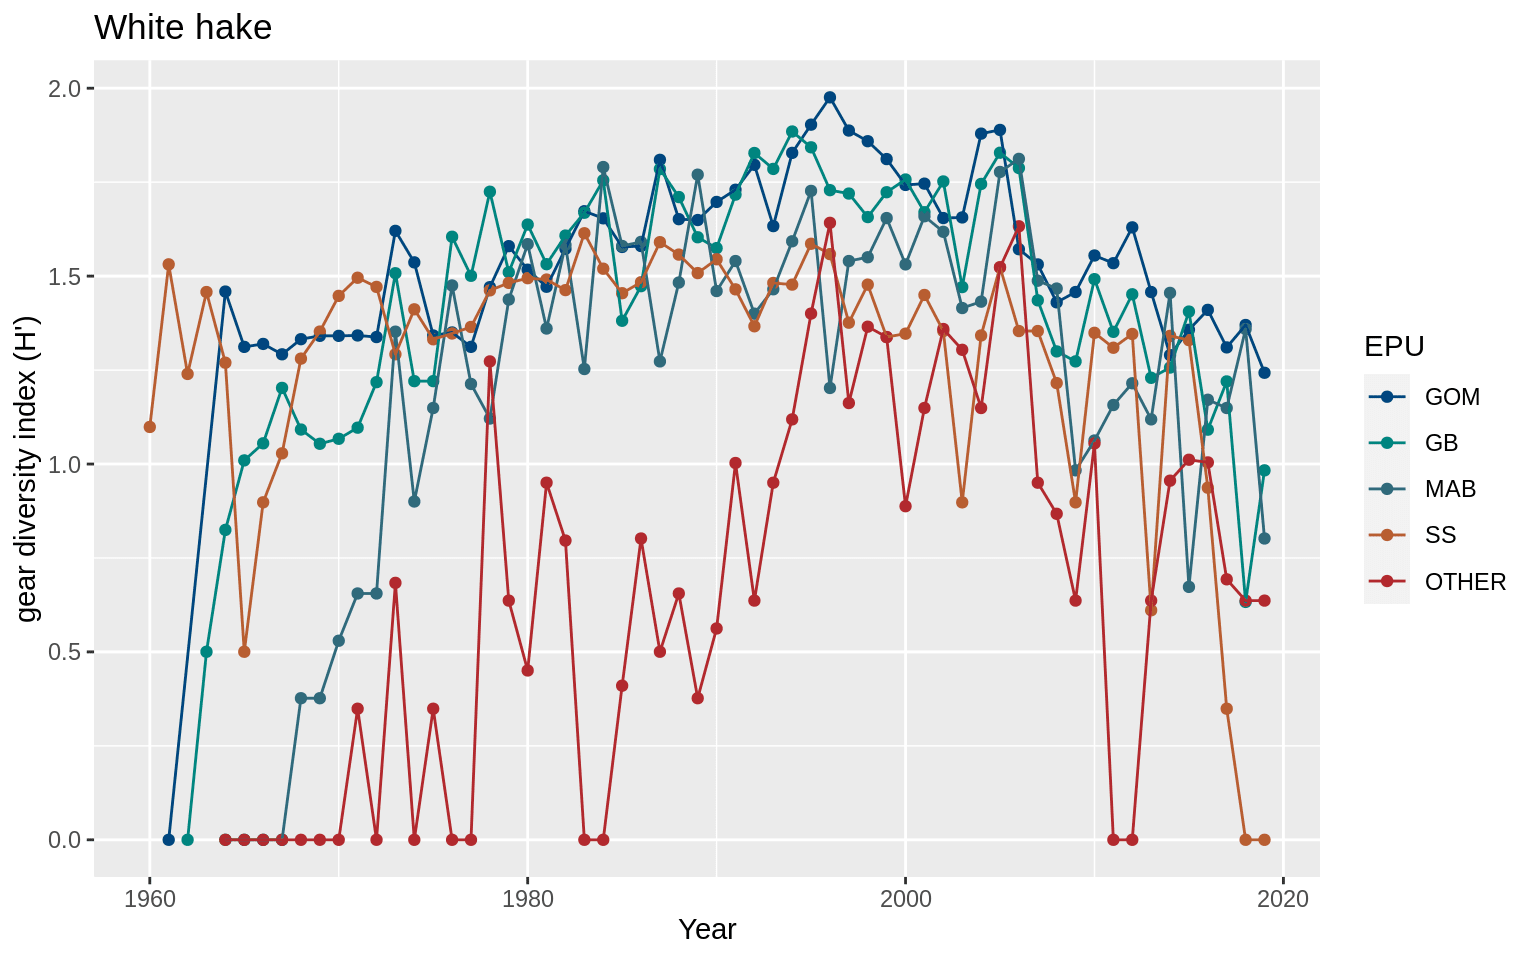 White hake
2.0
1.5
1.0
0.5
0.0
gear diversity index (H')
1960
1980
2000
2020
Year
EPU
GOM
GB
MAB
SS
OTHER